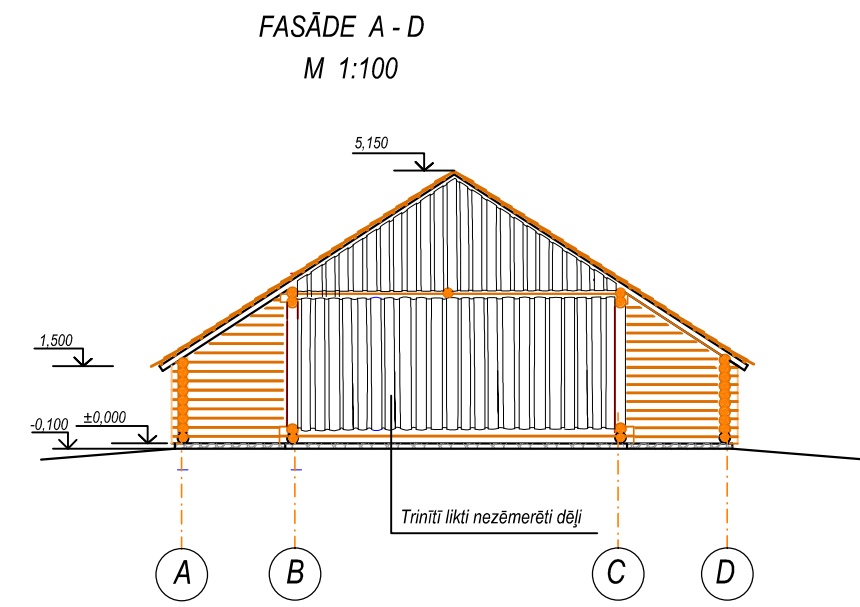 FASĀDE A - D
M 1:100
5,150
1,500
-0,100
±0,000
Trinītī likti nezēmerēti dēļi
A
B
C
D